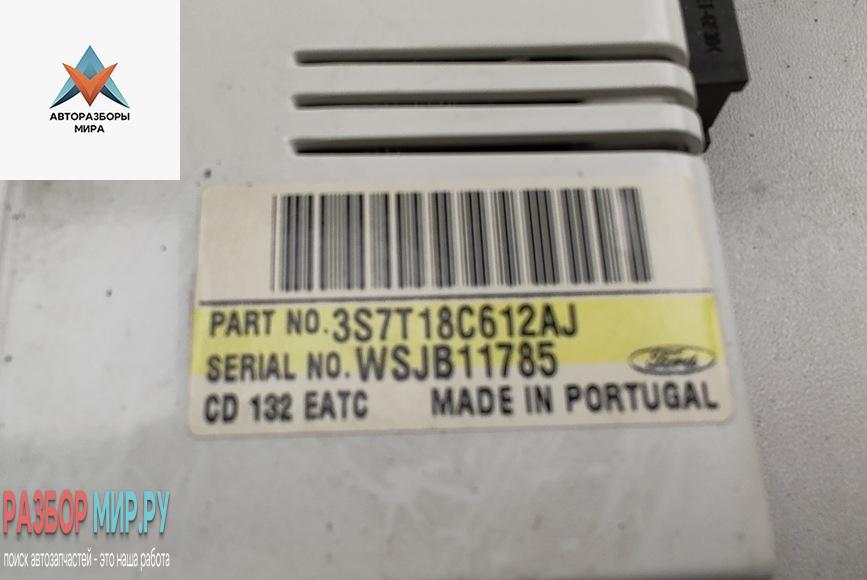 АВТОРАЗБОРЫ
МИРА
PART NO. 3S7T18C612AJ
SERIAL NO. WSJB11785
Ford
CD 132 EATC MADE IN PORTUGAL
РАЗБОР МИР.РУ
поиск автозапчастей - это наша работа